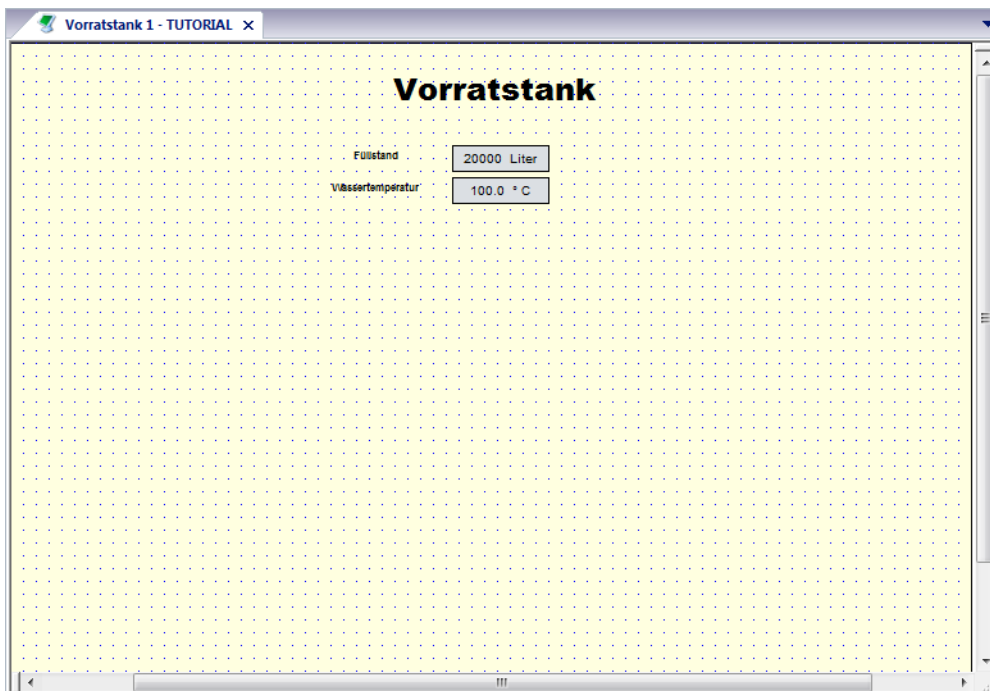 Vorratstank 1 - TUTORIAL
Vorratstank
Füllstand 20000 Liter
Wassertemperatur 100.0 ° C